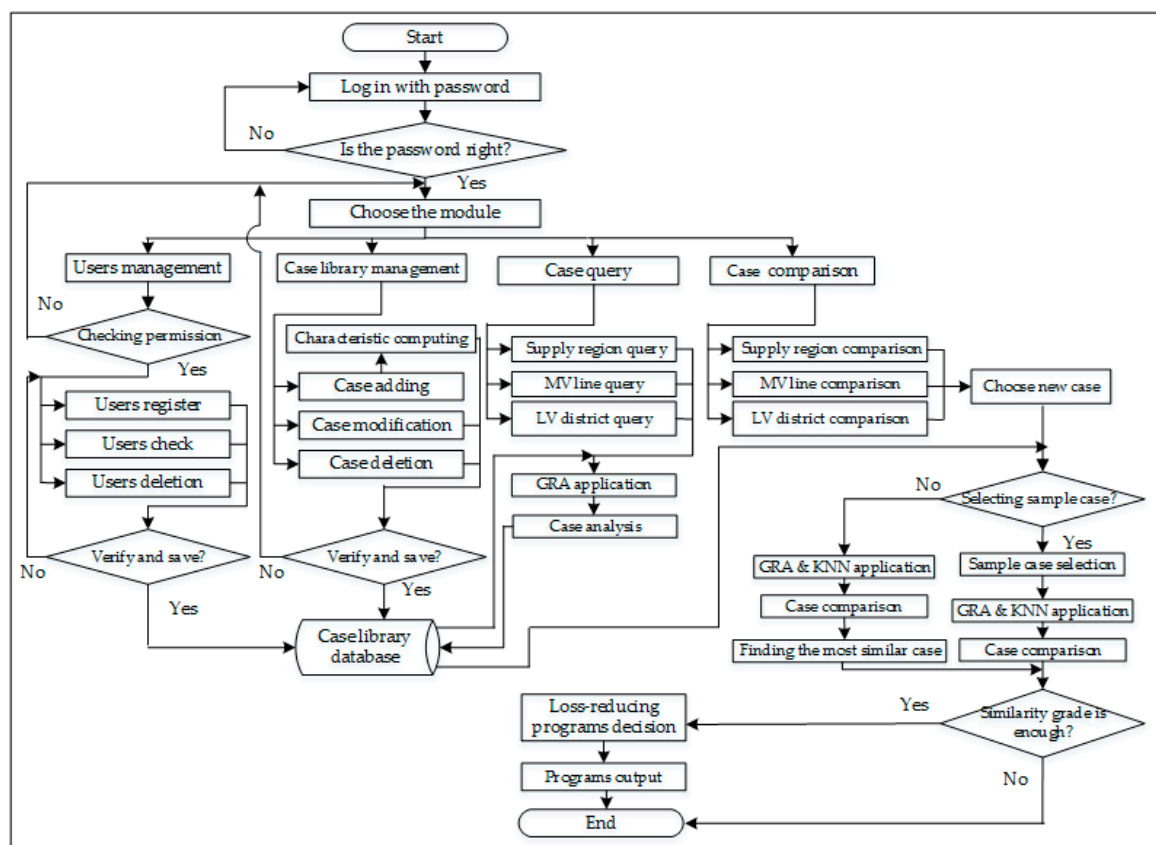 Start
Log in with password
No
Is the password right?
Yes
Choose the module
Users management
Case library management
Case query
Case comparison
No
Checking permission
Yes
Characteristic computing
Case adding
Case modification
Case deletion
Supply region query
MV line query
LV district query
Supply region comparison
MV line comparison
LV district comparison
Choose new case
Users register
Users check
Users deletion
GRA application
Case analysis
No
Selecting sample case?
Yes
Verify and save?
No
Yes
Verify and save?
No
Yes
GRA & KNN application
Case comparison
Finding the most similar case
Sample case selection
GRA & KNN application
Case comparison
Case library
database
Similarity grade is
enough?
Yes
No
Loss-reducing
programs decision
Programs output
End